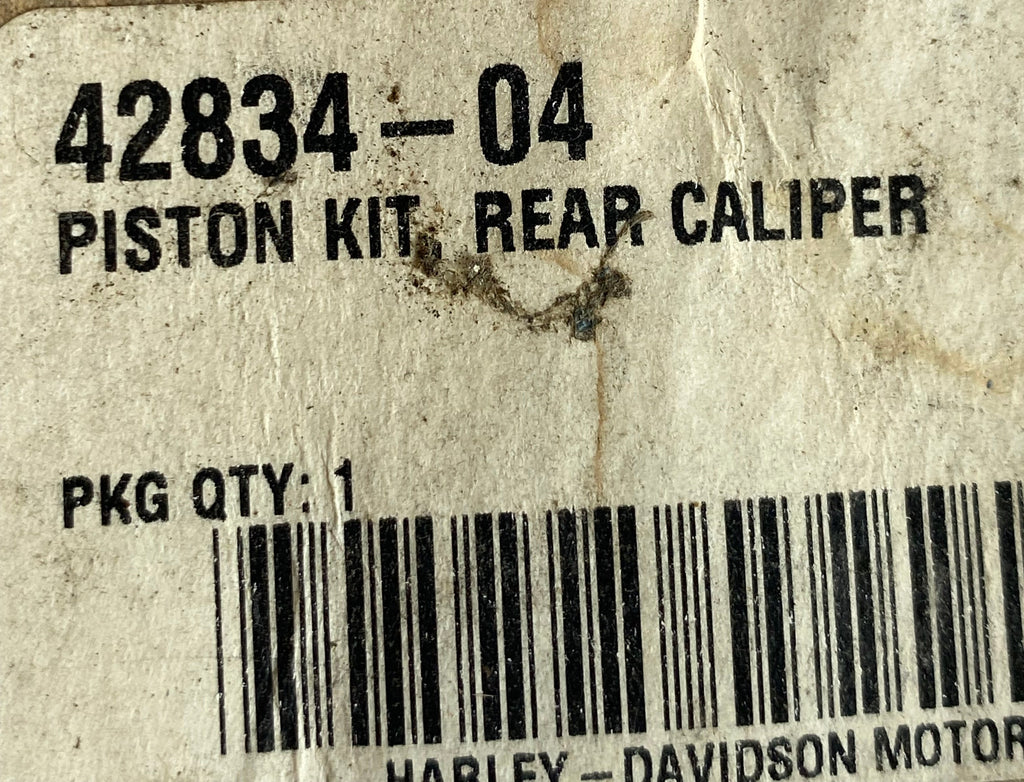 42834-04
PISTON KIT, REAR CALIPER
PKG QTY: 1
HARLEY-DAVIDSON MOTOR